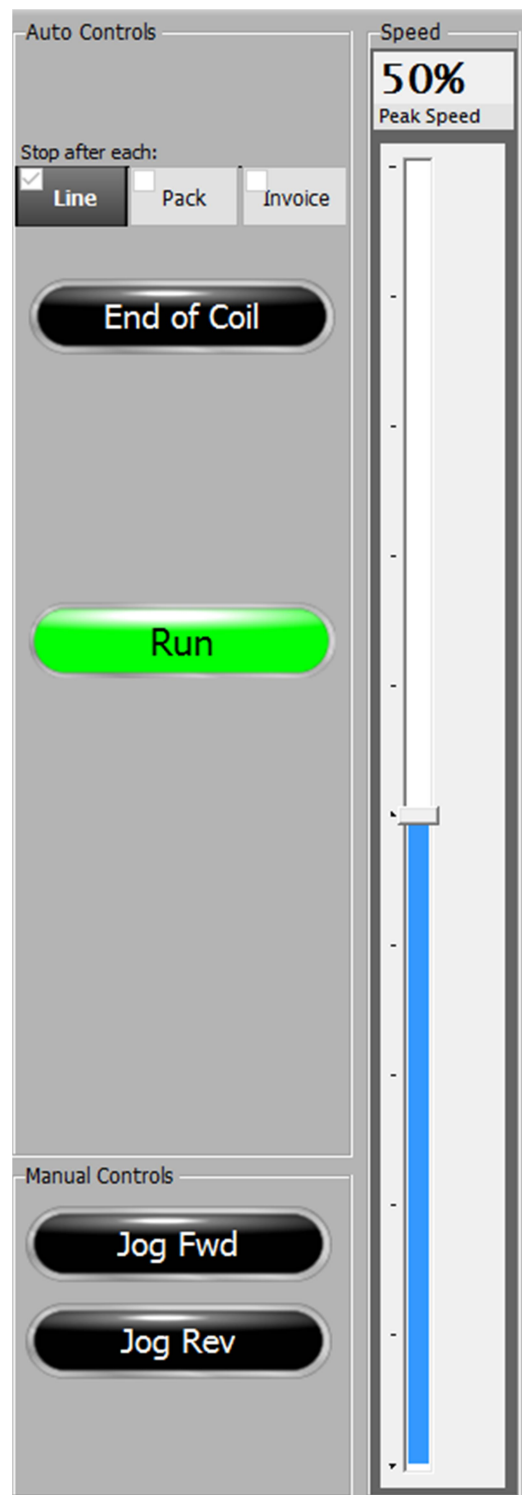 Auto Controls
Speed
50%
Peak Speed
Stop after each:
Line
Pack
Invoice
End of Coil
Run
Manual Controls
Jog Fwd
Jog Rev